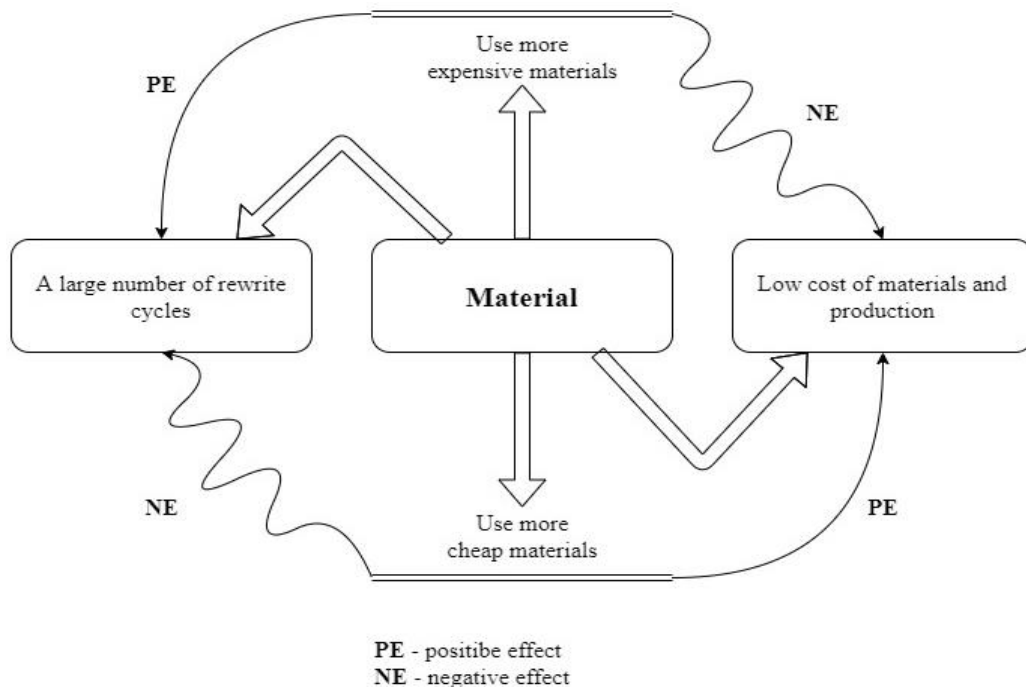 Use more
expensive materials
PE
NE
A large number of rewrite
cycles
Material
Low cost of materials and
production
NE
PE
Use more
cheap materials
PE - positibe effect
NE - negative effect